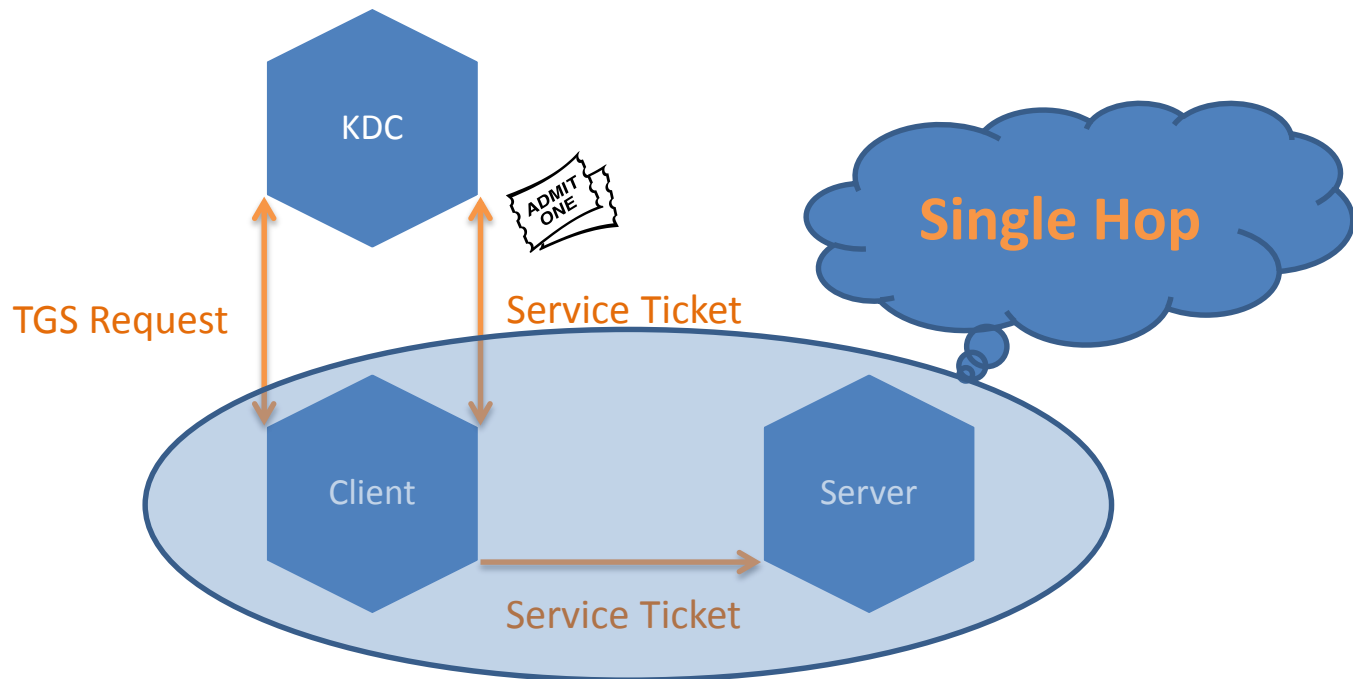 KDC
ADMIT
ONE
Single Hop
TGS Request
Service Ticket
Client
Server
Service Ticket